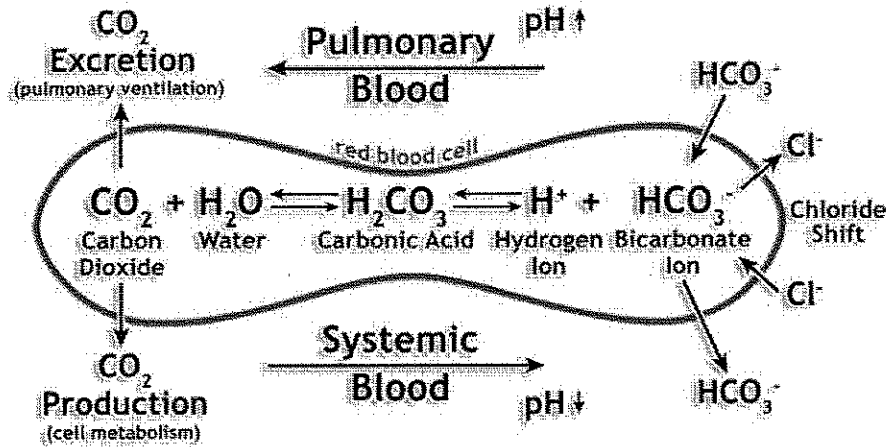 CO₂
Excretion
(pulmonary ventilation)
Pulmonary
Blood
pH ↑
HCO₃⁻
red blood cell
Cl⁻
CO₂ + H₂O ⇌ H₂CO₃ ⇌ H⁺ + HCO₃⁻
Carbon
Dioxide
Water
Carbonic Acid
Hydrogen
Ion
Bicarbonate
Ion
Chloride
Shift
Cl⁻
CO₂
Production
(cell metabolism)
Systemic
Blood
pH ↓
HCO₃⁻